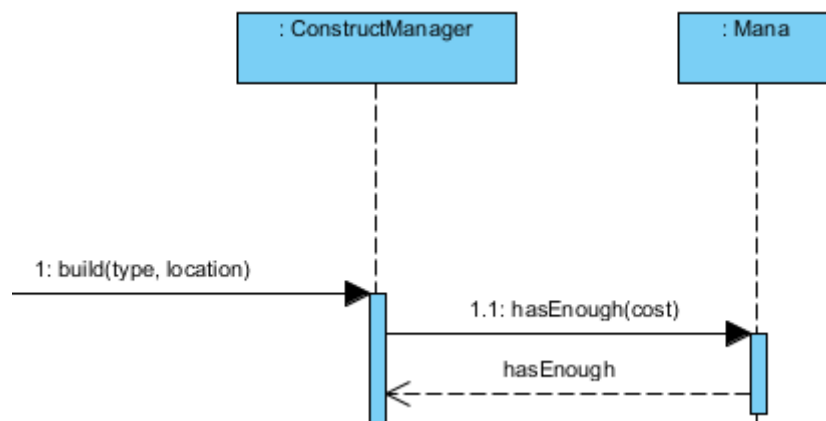 : ConstructManager
: Mana
1: build(type, location)
1.1: hasEnough(cost)
hasEnough